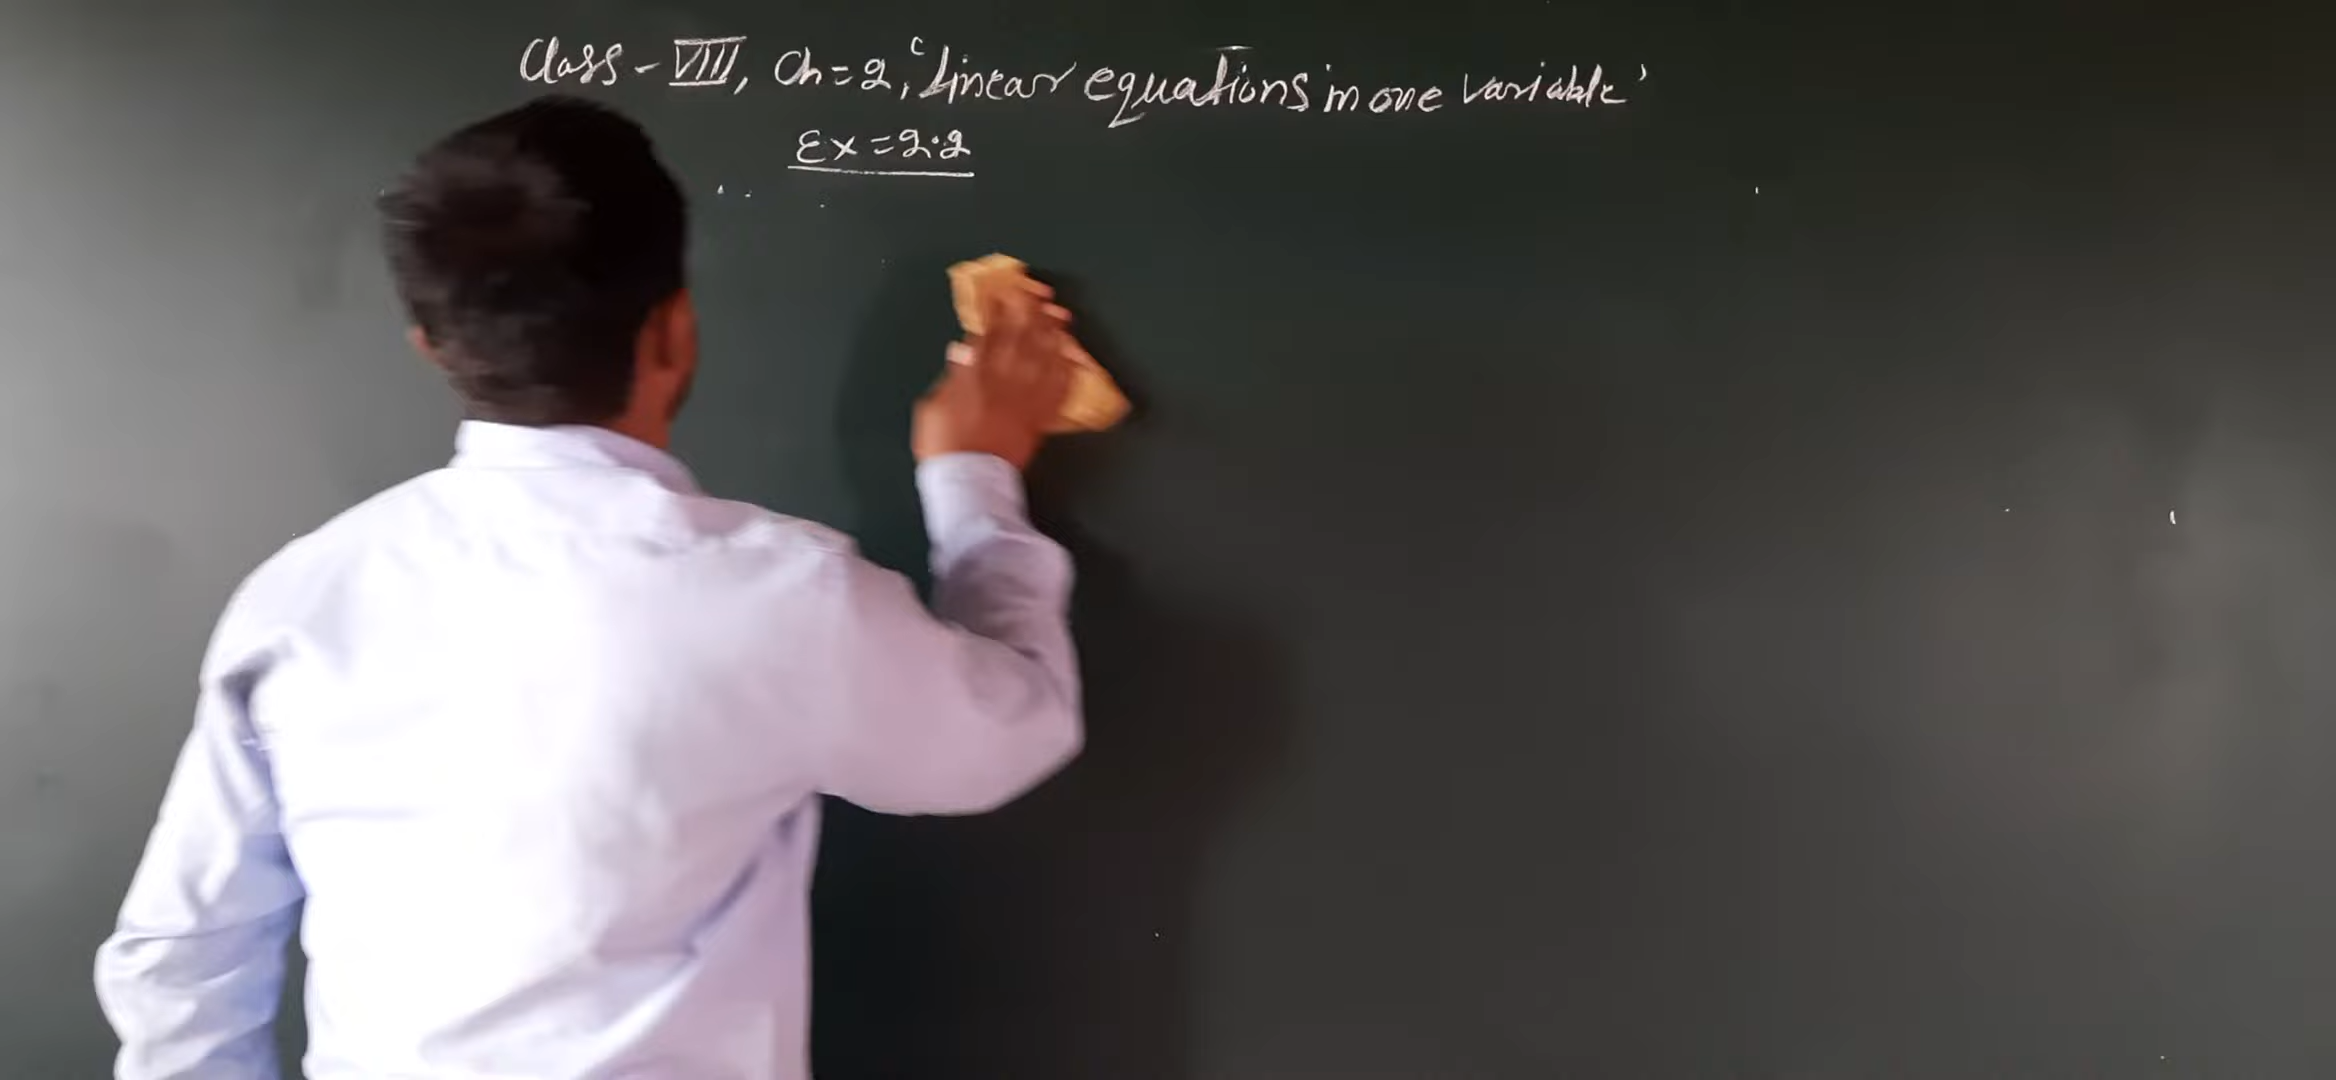 Class - VIII, Ch = 2, 'Linear equations in one variable'
Ex = 2.2